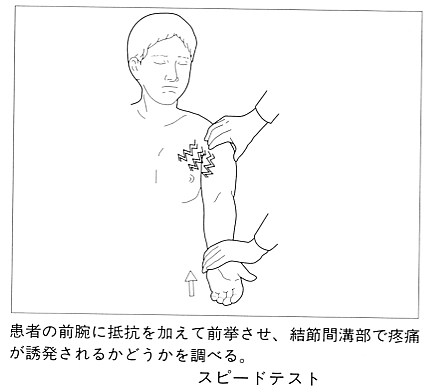 患者の前腕に抵抗を加えて前挙させ、結節間溝部で疼痛
が誘発されるかどうかを調べる。
スピードテスト